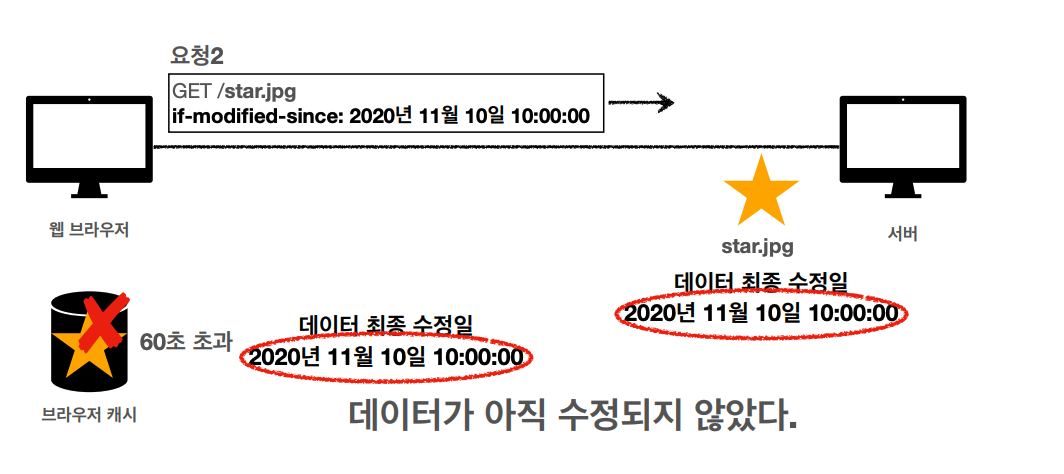 요청2
GET /star.jpg
if-modified-since: 2020년 11월 10일 10:00:00
웹 브라우저
서버
star.jpg
데이터 최종 수정일
2020년 11월 10일 10:00:00
60초 초과
데이터 최종 수정일
2020년 11월 10일 10:00:00
브라우저 캐시
데이터가 아직 수정되지 않았다.